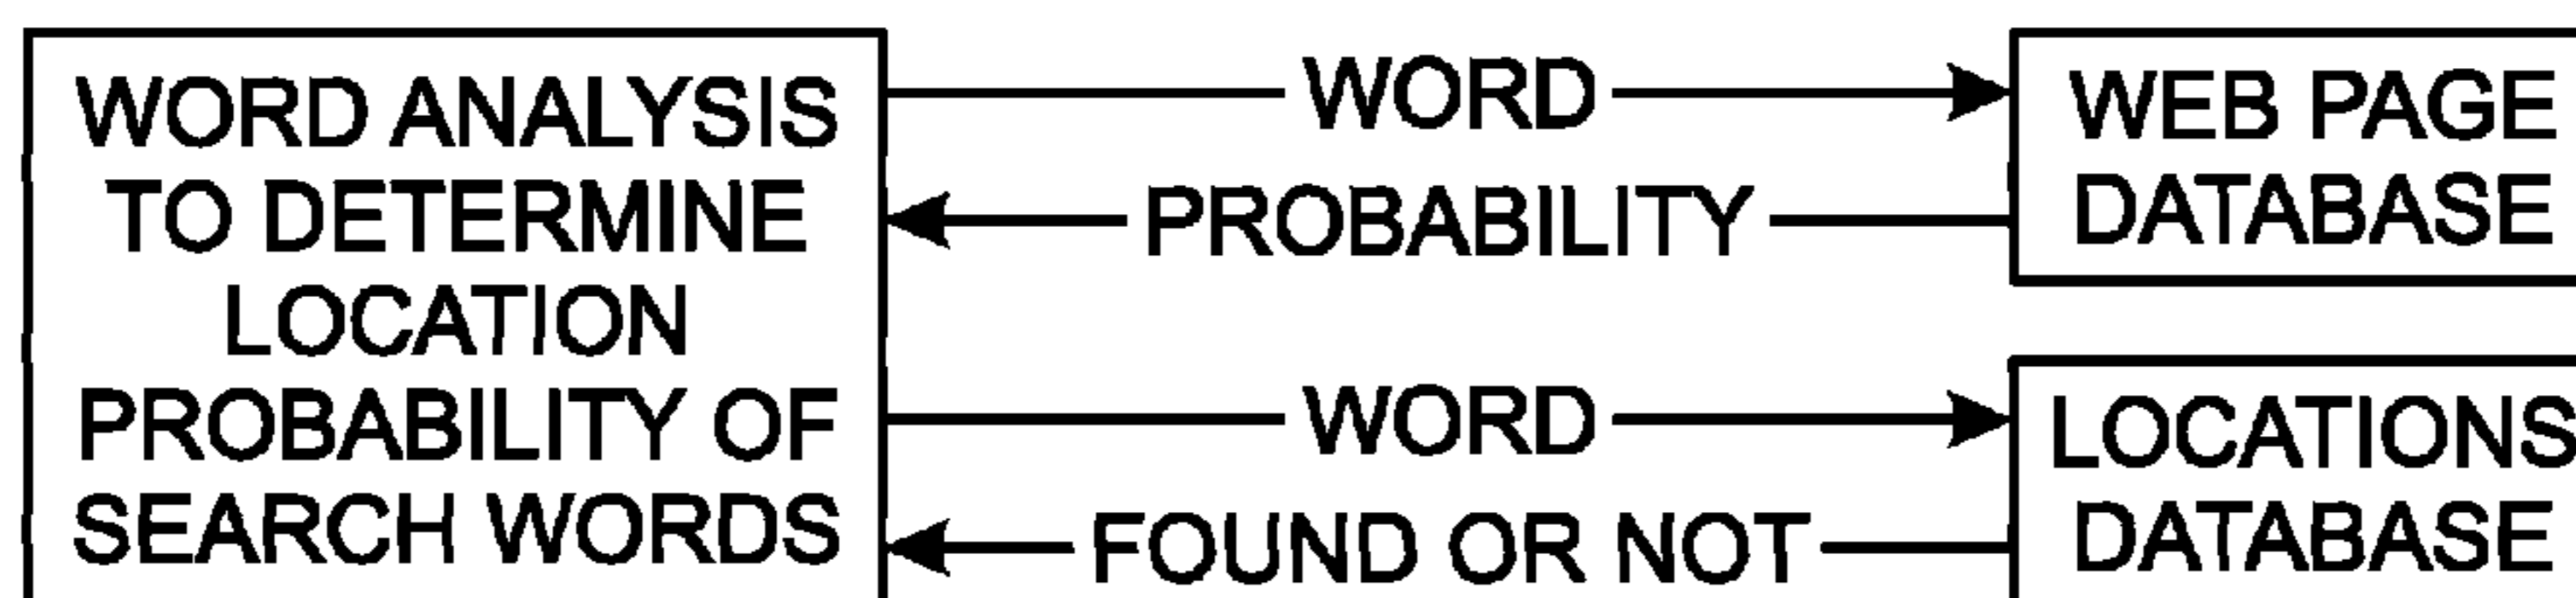 WORD ANALYSIS
TO DETERMINE
LOCATION
PROBABILITY OF
SEARCH WORDS
WORD
PROBABILITY
WORD
FOUND OR NOT
WEB PAGE
DATABASE
LOCATIONS
DATABASE